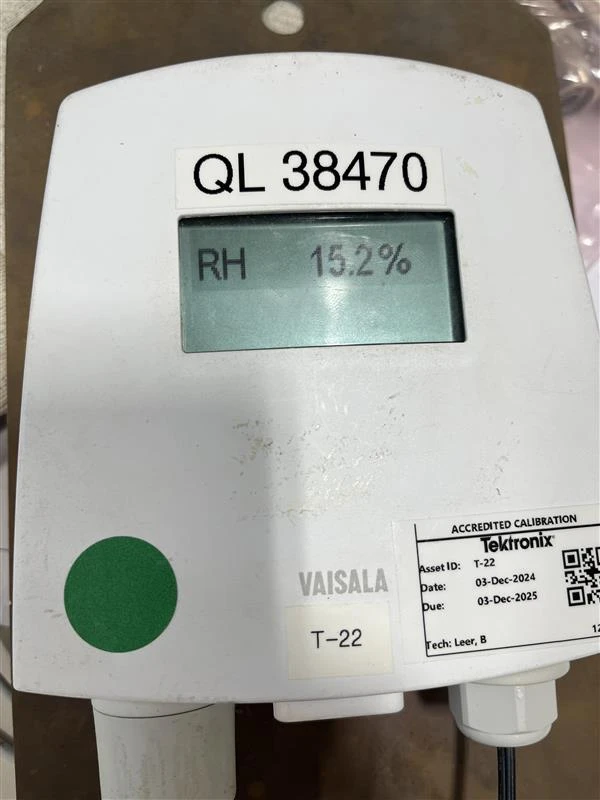 QL 38470
RH 15.2%
ACCREDITED CALIBRATION
Tektronix
Asset ID: T-22
Date: 03-Dec-2024
Due: 03-Dec-2025
Tech: Leer, B
VAISALA
T-22